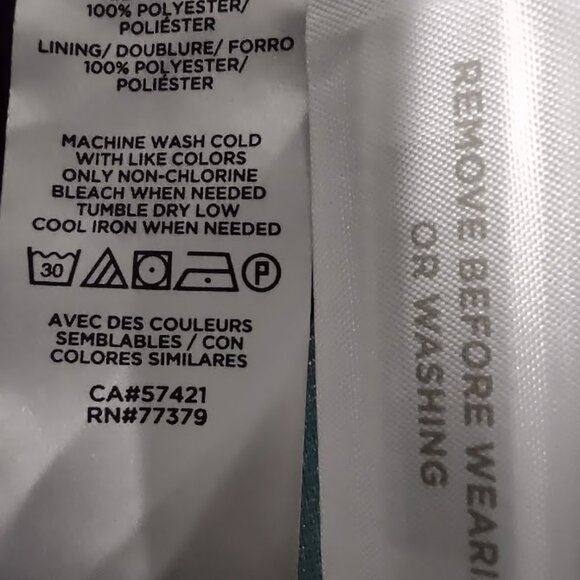 100% POLYESTER/
POLIÉSTER
LINING/ DOUBLURE/ FORRO
100% POLYESTER/
POLIÉSTER
MACHINE WASH COLD
WITH LIKE COLORS
ONLY NON-CHLORINE
BLEACH WHEN NEEDED
TUMBLE DRY LOW
COOL IRON WHEN NEEDED
30 P
AVEC DES COULEURS
SEMBLABLES / CON
COLORES SIMILARES
CA#57421
RN#77379
REMOVE BEFORE WEARI
OR WASHING